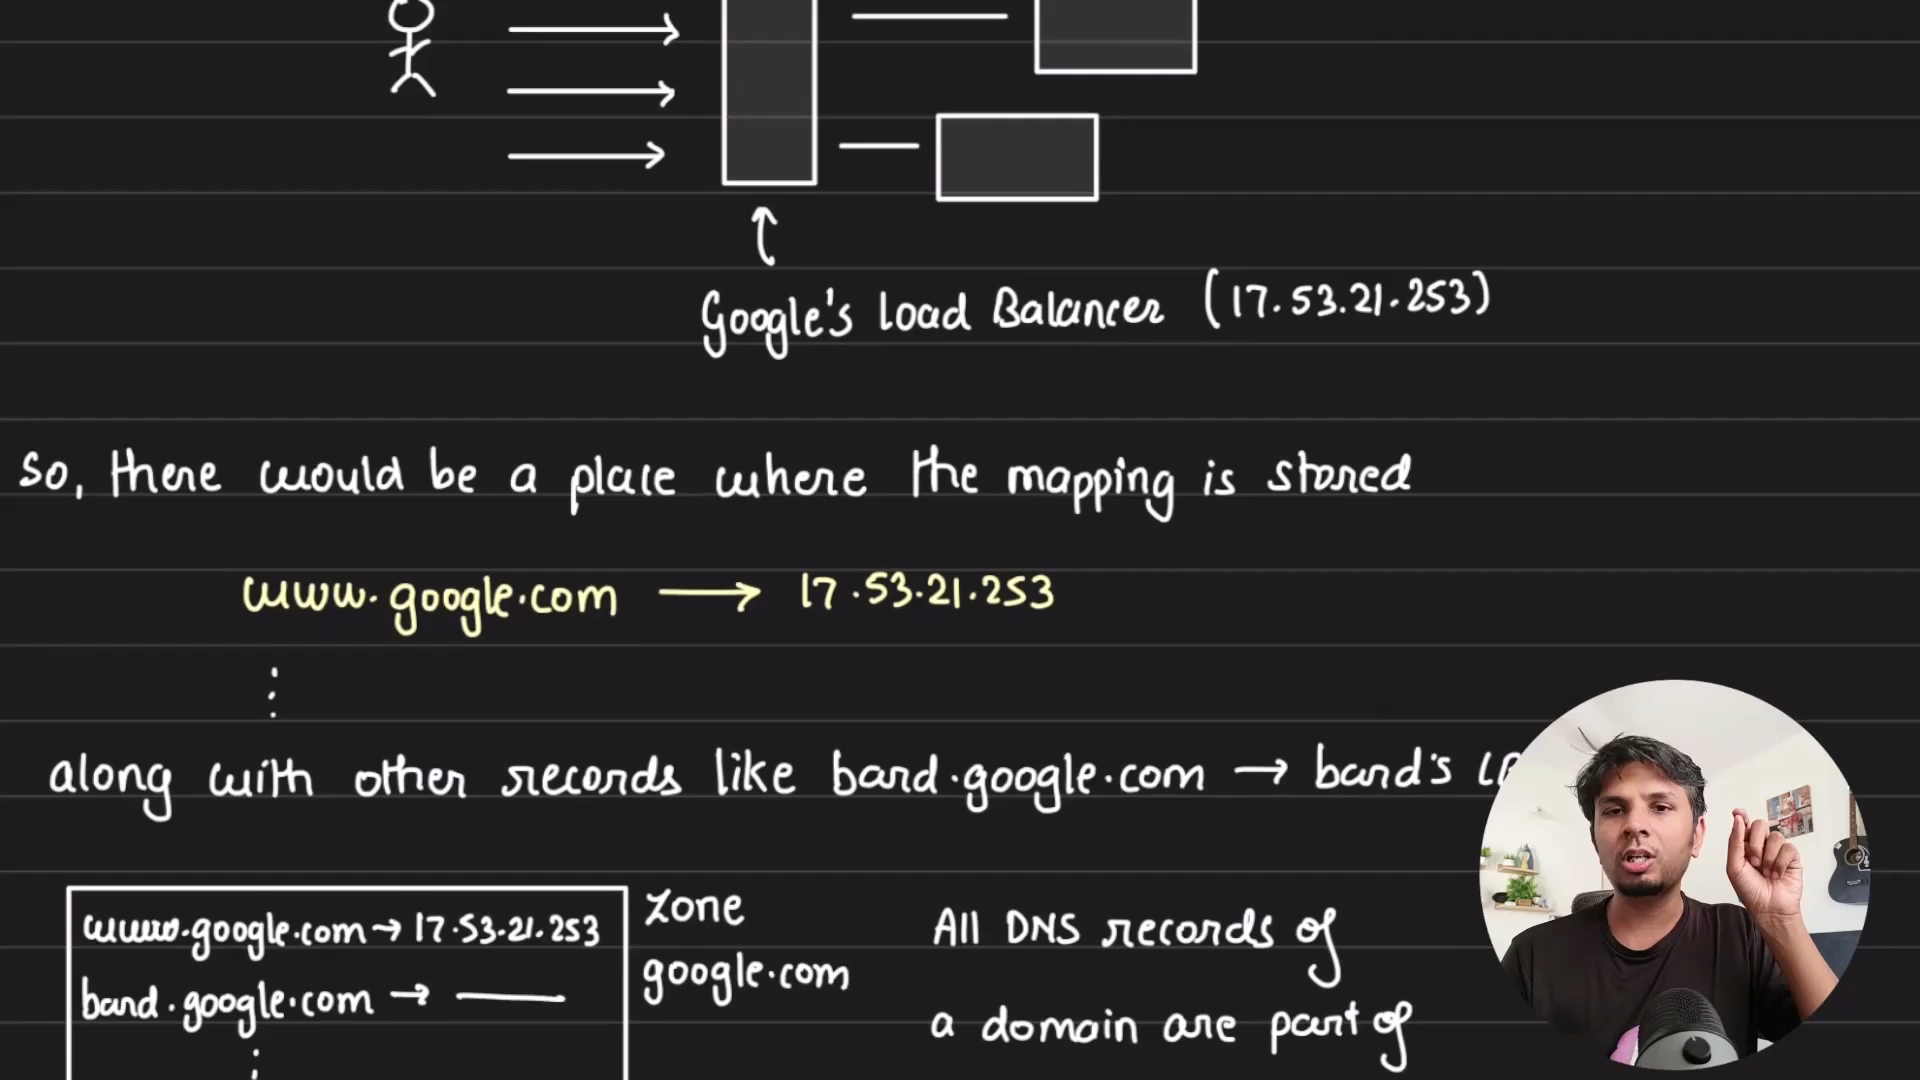 Google's Load Balancer (17.53.21.253)
So, there would be a place where the mapping is stored
www.google.com → 17.53.21.253
⋮
along with other records like bard.google.com → bard's
www.google.com → 17.53.21.253
bard.google.com → ——
⋮
zone
google.com
All DNS records of
a domain are part of